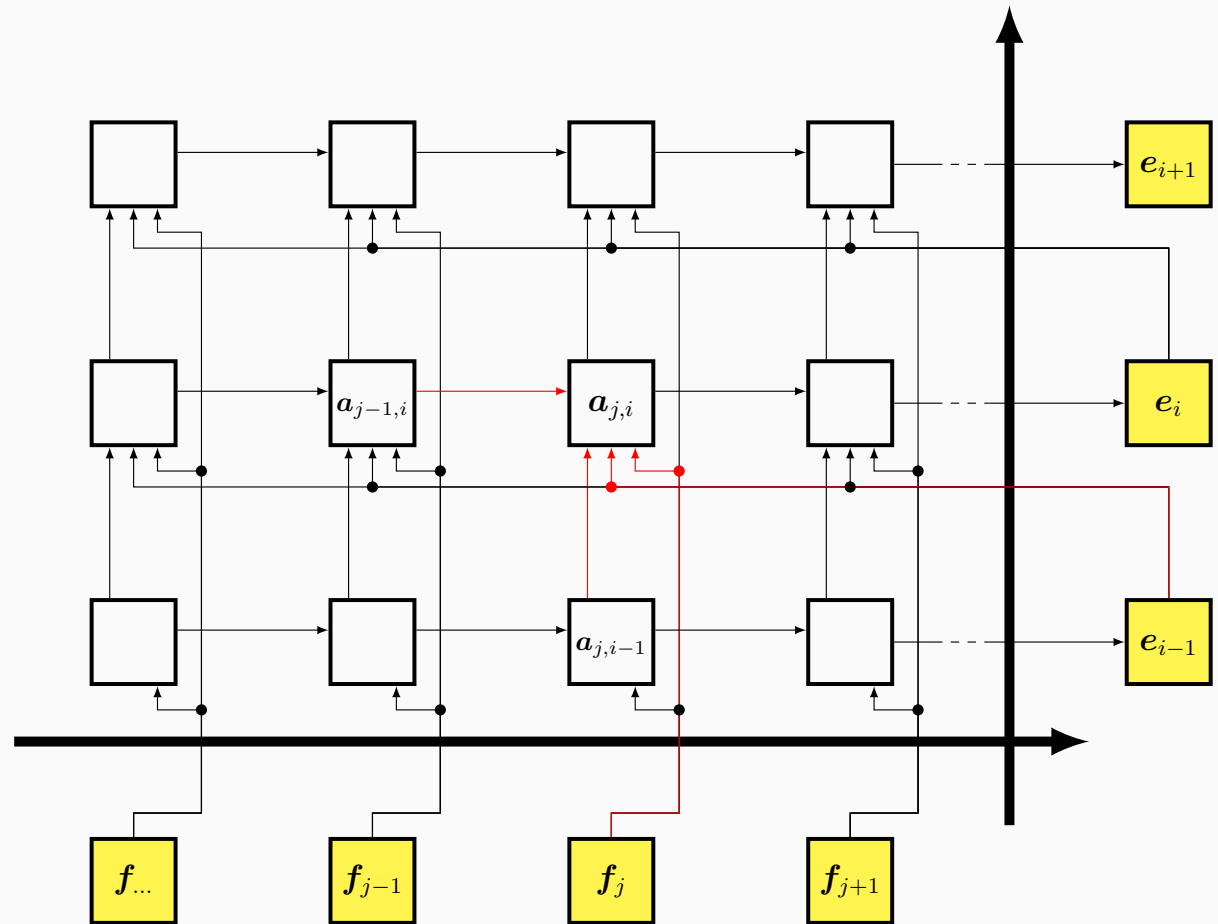 e_{i+1}
a_{j−1,i} a_{j,i} e_i
a_{j,i−1} e_{i−1}
f_{...} f_{j−1} f_j f_{j+1}